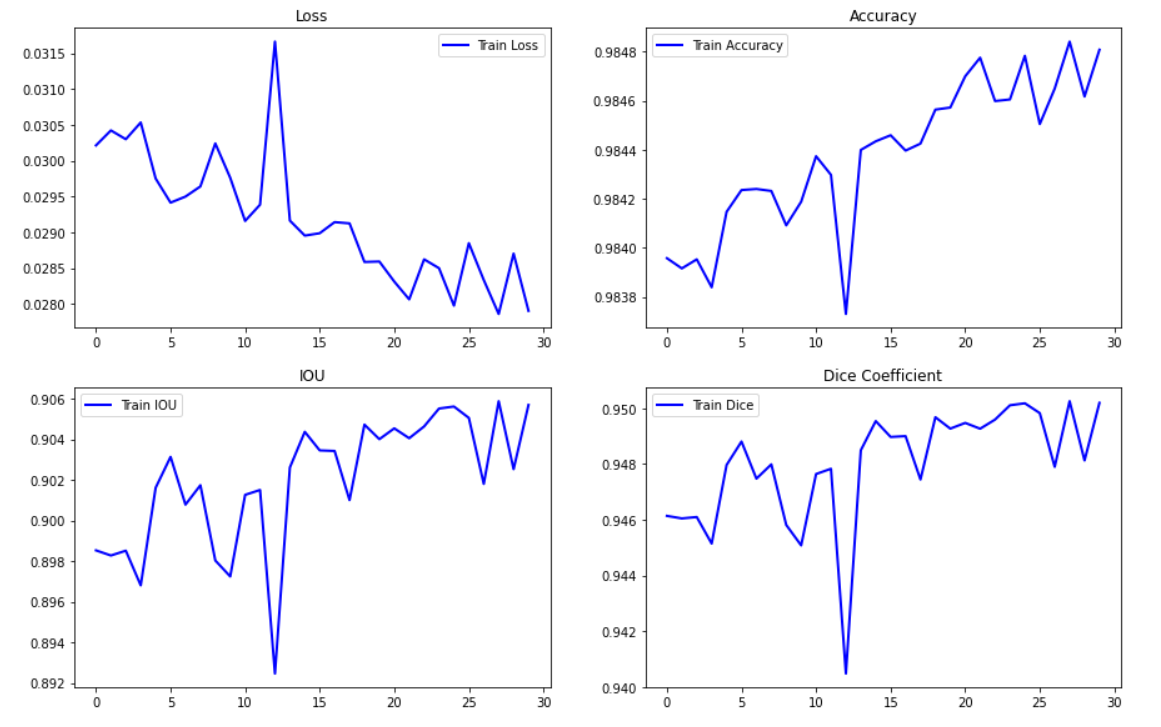 Loss
Train Loss
0.0315
0.0310
0.0305
0.0300
0.0295
0.0290
0.0285
0.0280
0 5 10 15 20 25 30
Accuracy
Train Accuracy
0.9848
0.9846
0.9844
0.9842
0.9840
0.9838
0 5 10 15 20 25 30
IOU
Train IOU
0.906
0.904
0.902
0.900
0.898
0.896
0.894
0.892
0 5 10 15 20 25 30
Dice Coefficient
Train Dice
0.950
0.948
0.946
0.944
0.942
0.940
0 5 10 15 20 25 30